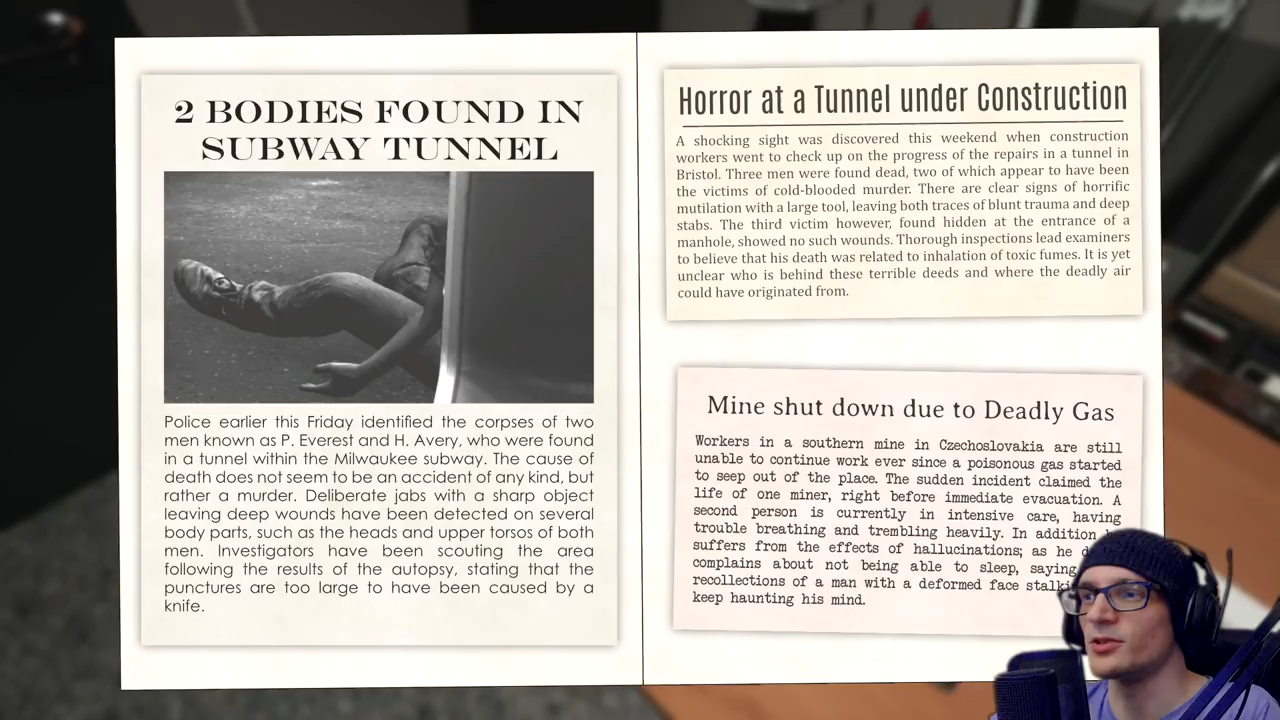 2 BODIES FOUND IN
SUBWAY TUNNEL
Police earlier this Friday identified the corpses of two
men known as P. Everest and H. Avery, who were found
in a tunnel within the Milwaukee subway. The cause of
death does not seem to be an accident of any kind, but
rather a murder. Deliberate jabs with a sharp object
leaving deep wounds have been detected on several
body parts, such as the heads and upper torsos of both
men. Investigators have been scouting the area
following the results of the autopsy, stating that the
punctures are too large to have been caused by a
knife.
Horror at a Tunnel under Construction
A shocking sight was discovered this weekend when construction
workers went to check up on the progress of the repairs in a tunnel in
Bristol. Three men were found dead, two of which appear to have been
the victims of cold-blooded murder. There are clear signs of horrific
mutilation with a large tool, leaving both traces of blunt trauma and deep
stabs. The third victim however, found hidden at the entrance of a
manhole, showed no such wounds. Thorough inspections lead examiners
to believe that his death was related to inhalation of toxic fumes. It is yet
unclear who is behind these terrible deeds and where the deadly air
could have originated from.
Mine shut down due to Deadly Gas
Workers in a southern mine in Czechoslovakia are still
unable to continue work ever since a poisonous gas started
to seep out of the place. The sudden incident claimed the
life of one miner, right before immediate evacuation. A
second person is currently in intensive care, having
trouble breathing and trembling heavily. In addition
suffers from the effects of hallucinations; as he
complains about not being able to sleep, saying
recollections of a man with a deformed face
keep haunting his mind.